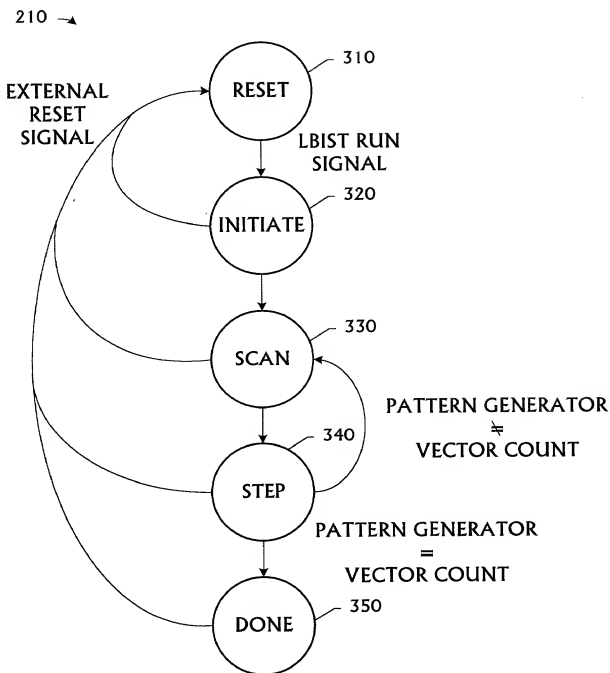 210
310
RESET
EXTERNAL
RESET
SIGNAL
LBIST RUN
SIGNAL
320
INITIATE
330
SCAN
PATTERN GENERATOR
≠
VECTOR COUNT
340
STEP
PATTERN GENERATOR
=
VECTOR COUNT
350
DONE